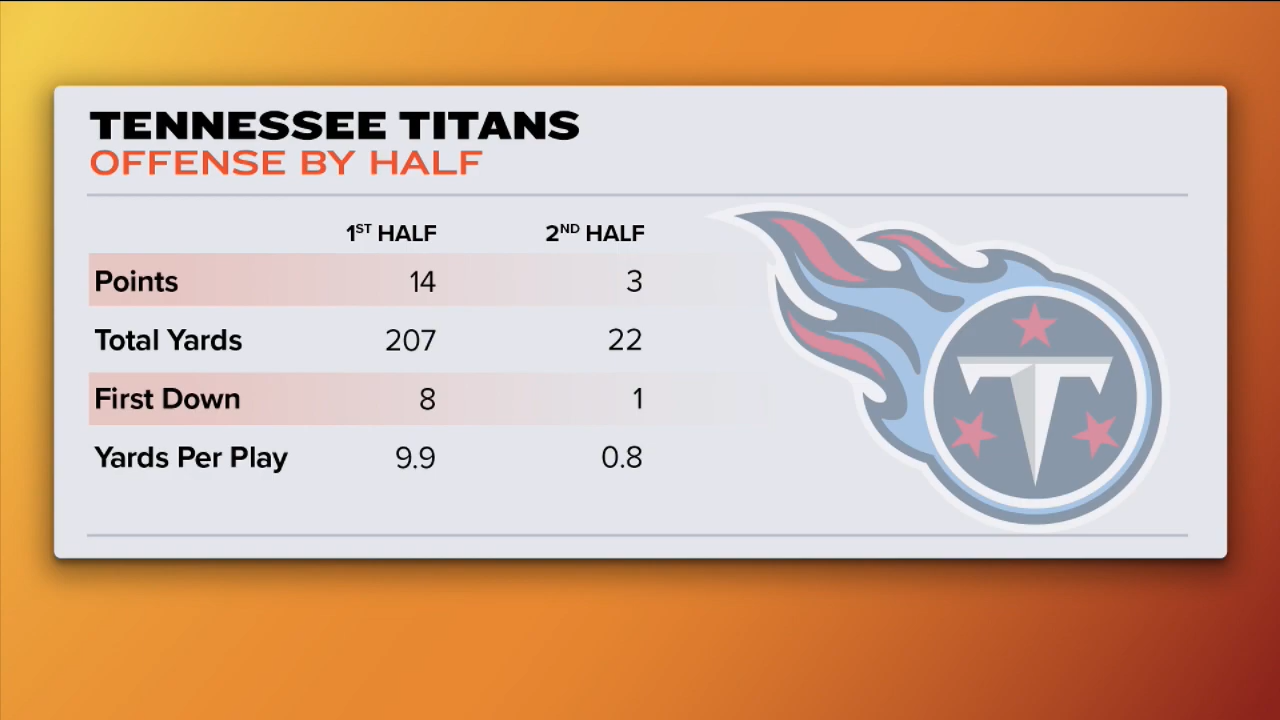 TENNESSEE TITANS
OFFENSE BY HALF
1ST HALF 2ND HALF
Points 14 3
Total Yards 207 22
First Down 8 1
Yards Per Play 9.9 0.8
T